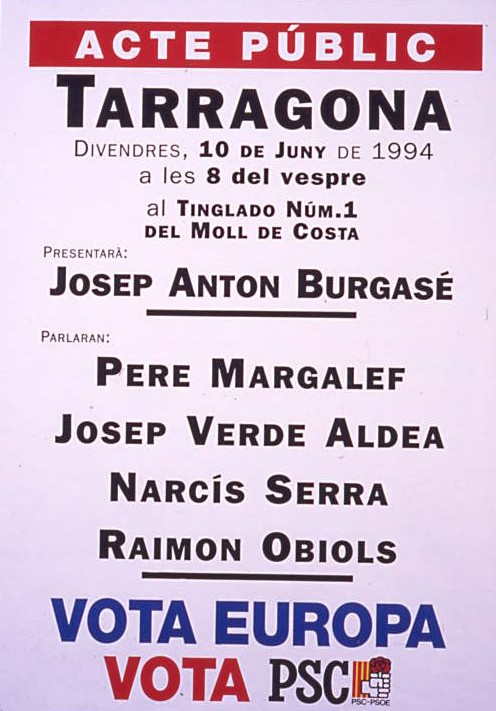 ACTE PÚBLIC
TARRAGONA
DIVENDRES, 10 DE JUNY DE 1994
a les 8 del vespre
al TINGLADO NÚM.1
DEL MOLL DE COSTA
PRESENTARÀ:
JOSEP ANTON BURGASÉ
PARLARAN:
PERE MARGALEF
JOSEP VERDE ALDEA
NARCÍS SERRA
RAIMON OBIOLS
VOTA EUROPA
VOTA PSC
PSC-PSOE